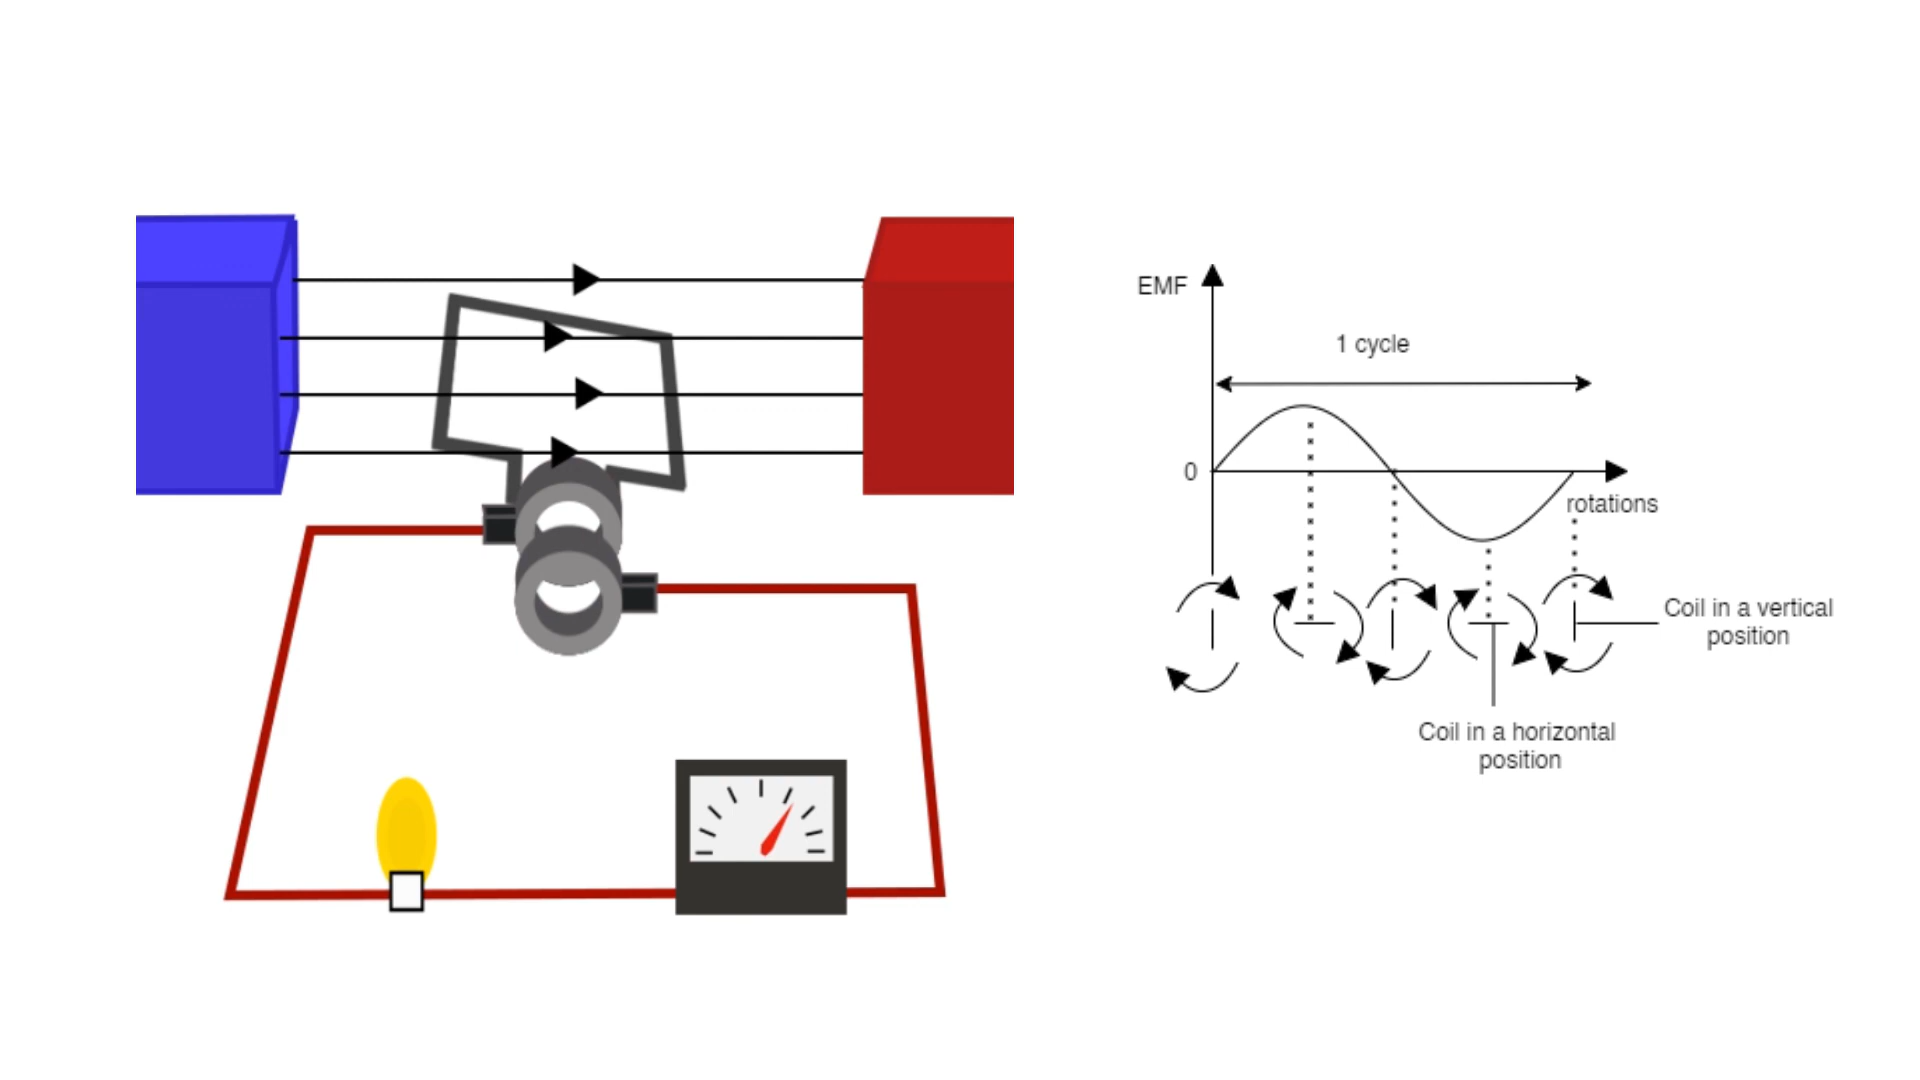 EMF
1 cycle
0
rotations
Coil in a vertical
position
Coil in a horizontal
position